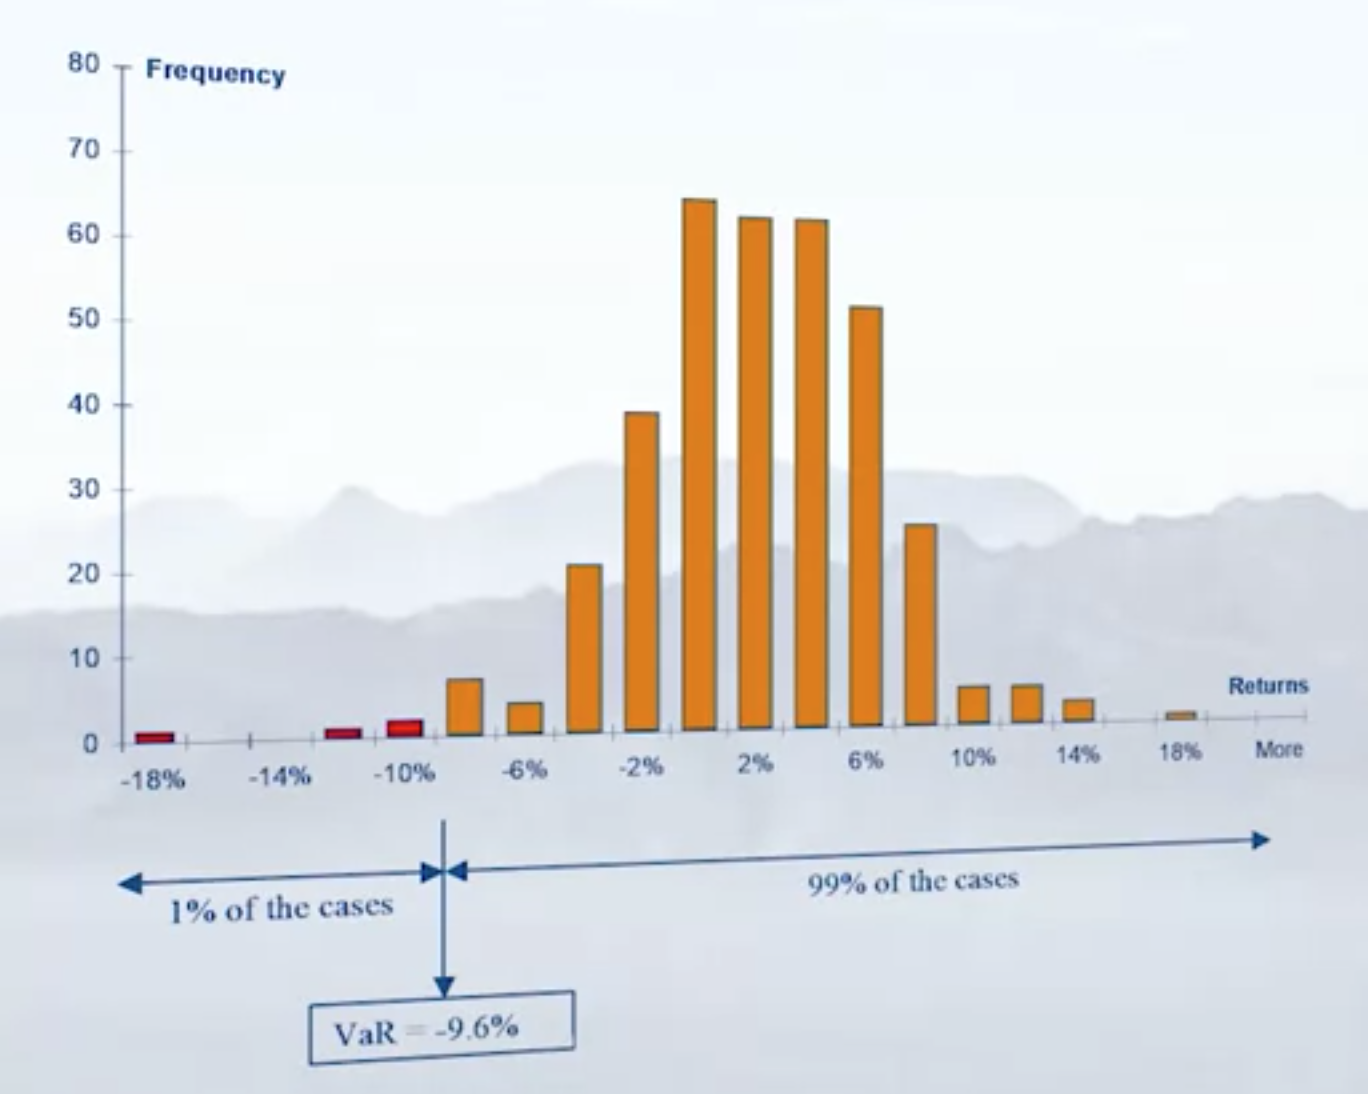 80
Frequency
70
60
50
40
30
20
10
0
Returns
-18% -14% -10% -6% -2% 2% 6% 10% 14% 18% More
1% of the cases
99% of the cases
VaR = -9.6%